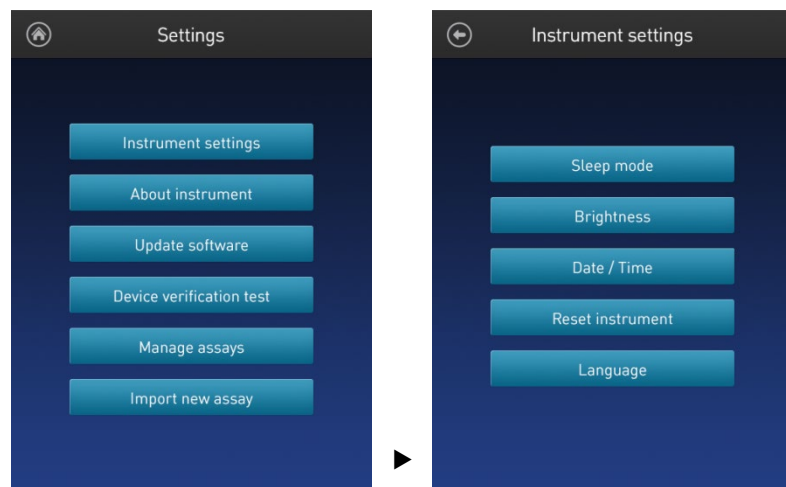 Settings
Instrument settings
About instrument
Update software
Device verification test
Manage assays
Import new assay
Instrument settings
Sleep mode
Brightness
Date / Time
Reset instrument
Language